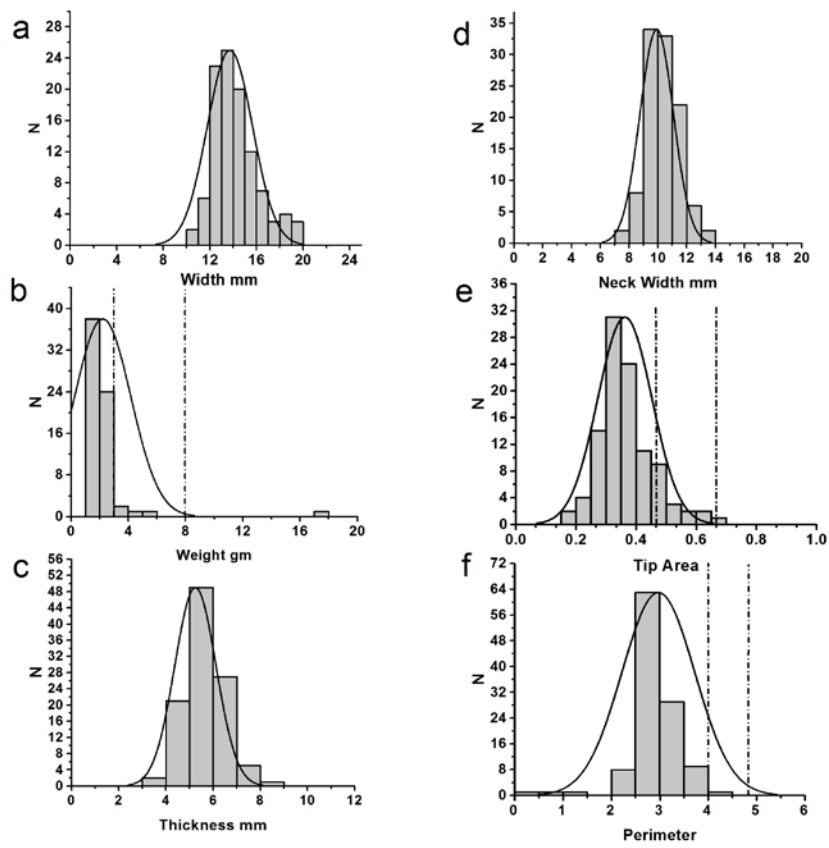 a
28
24
20
16
12
8
4
0
N
0 4 8 12 16 20 24
Width mm
b
40
32
24
16
8
0
N
0 4 8 12 16 20
Weight gm
c
56
52
48
44
40
36
32
28
24
20
16
12
8
4
0
N
0 2 4 6 8 10 12
Thickness mm
d
35
30
25
20
15
10
5
0
N
0 2 4 6 8 10 12 14 16 18 20
Neck Width mm
e
36
32
28
24
20
16
12
8
4
0
N
0.0 0.2 0.4 0.6 0.8 1.0
Tip Area
f
72
64
56
48
40
32
24
16
8
0
N
0 1 2 3 4 5 6
Perimeter